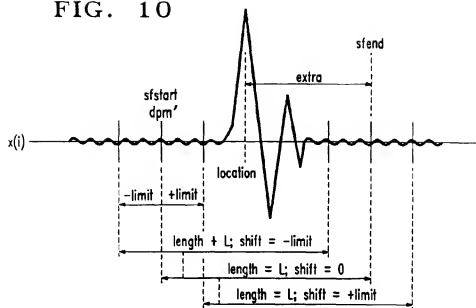 FIG. 10
sfend
extra
sfstart
dpm'
x(i)
location
-limit +limit
length + L; shift = -limit
length = L; shift = 0
length = L; shift = +limit